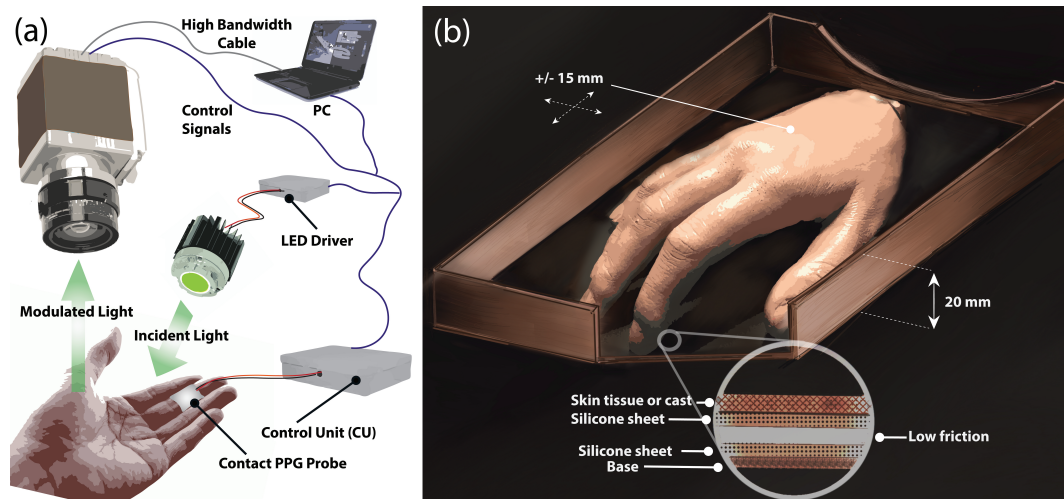 (a)
High Bandwidth
Cable
PC
Control
Signals
LED Driver
Modulated Light
Incident Light
Control Unit (CU)
Contact PPG Probe
(b)
+/- 15 mm
20 mm
Skin tissue or cast
Silicone sheet
Low friction
Silicone sheet
Base